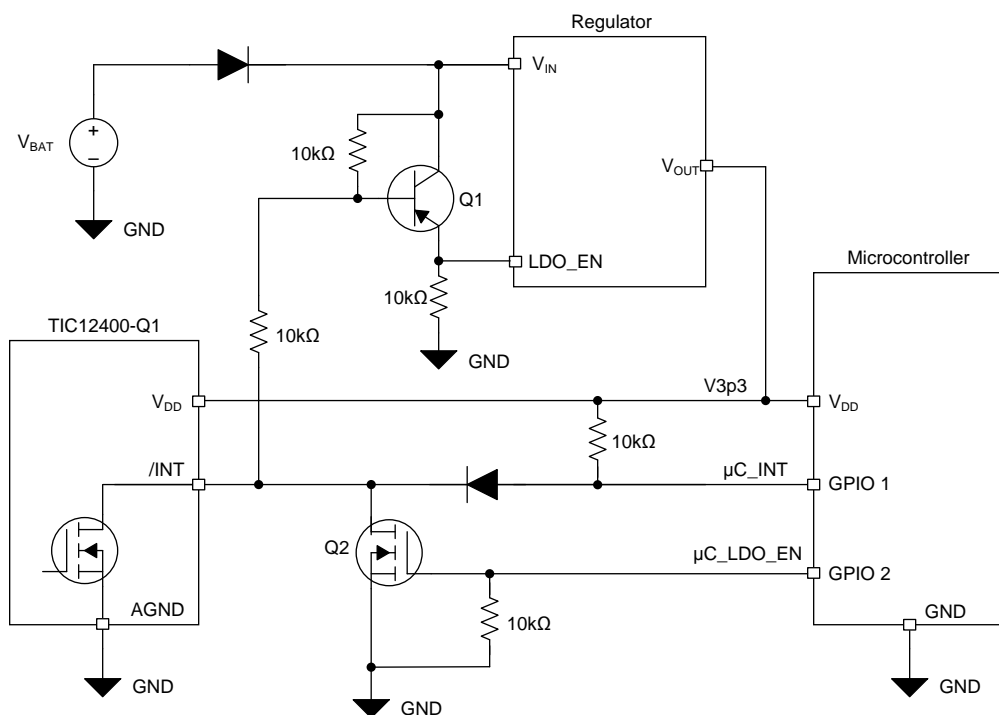 Regulator
V_IN
V_BAT
+
–
10kΩ
V_OUT
Q1
GND
LDO_EN
Microcontroller
10kΩ
TIC12400-Q1
10kΩ
GND
V3p3
V_DD
V_DD
10kΩ
/INT
µC_INT
GPIO 1
Q2
µC_LDO_EN
GPIO 2
AGND
GND
10kΩ
GND
GND
GND